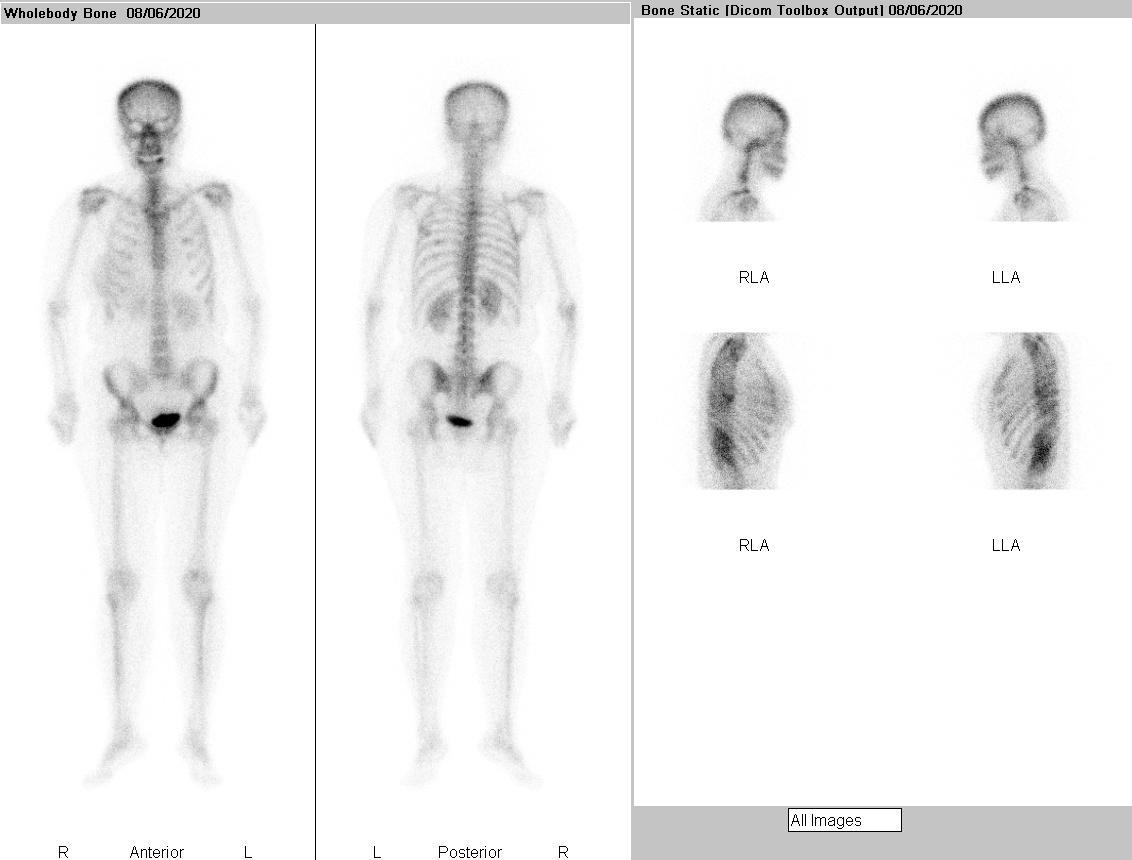 Wholebody Bone 08/06/2020
R Anterior L
L Posterior R
Bone Static [Dicom Toolbox Output] 08/06/2020
RLA LLA
RLA LLA
All Images